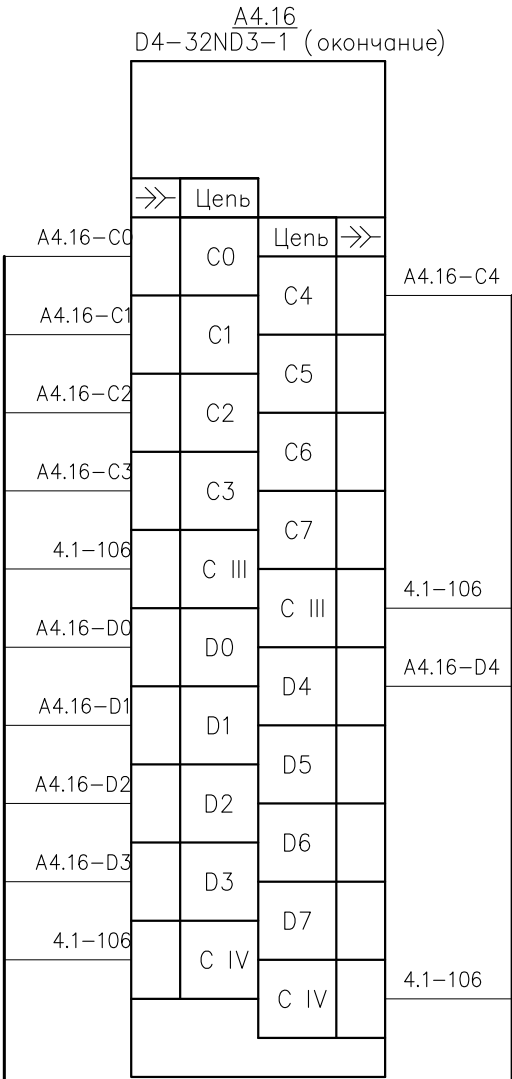 A4.16
D4-32ND3-1 (окончание)
Цепь
A4.16-C0
C0
Цепь
C4
A4.16-C4
A4.16-C1
C1
C5
A4.16-C2
C2
C6
A4.16-C3
C3
C7
4.1-106
C III
C III
4.1-106
A4.16-D0
D0
D4
A4.16-D4
A4.16-D1
D1
D5
A4.16-D2
D2
D6
A4.16-D3
D3
D7
4.1-106
C IV
C IV
4.1-106